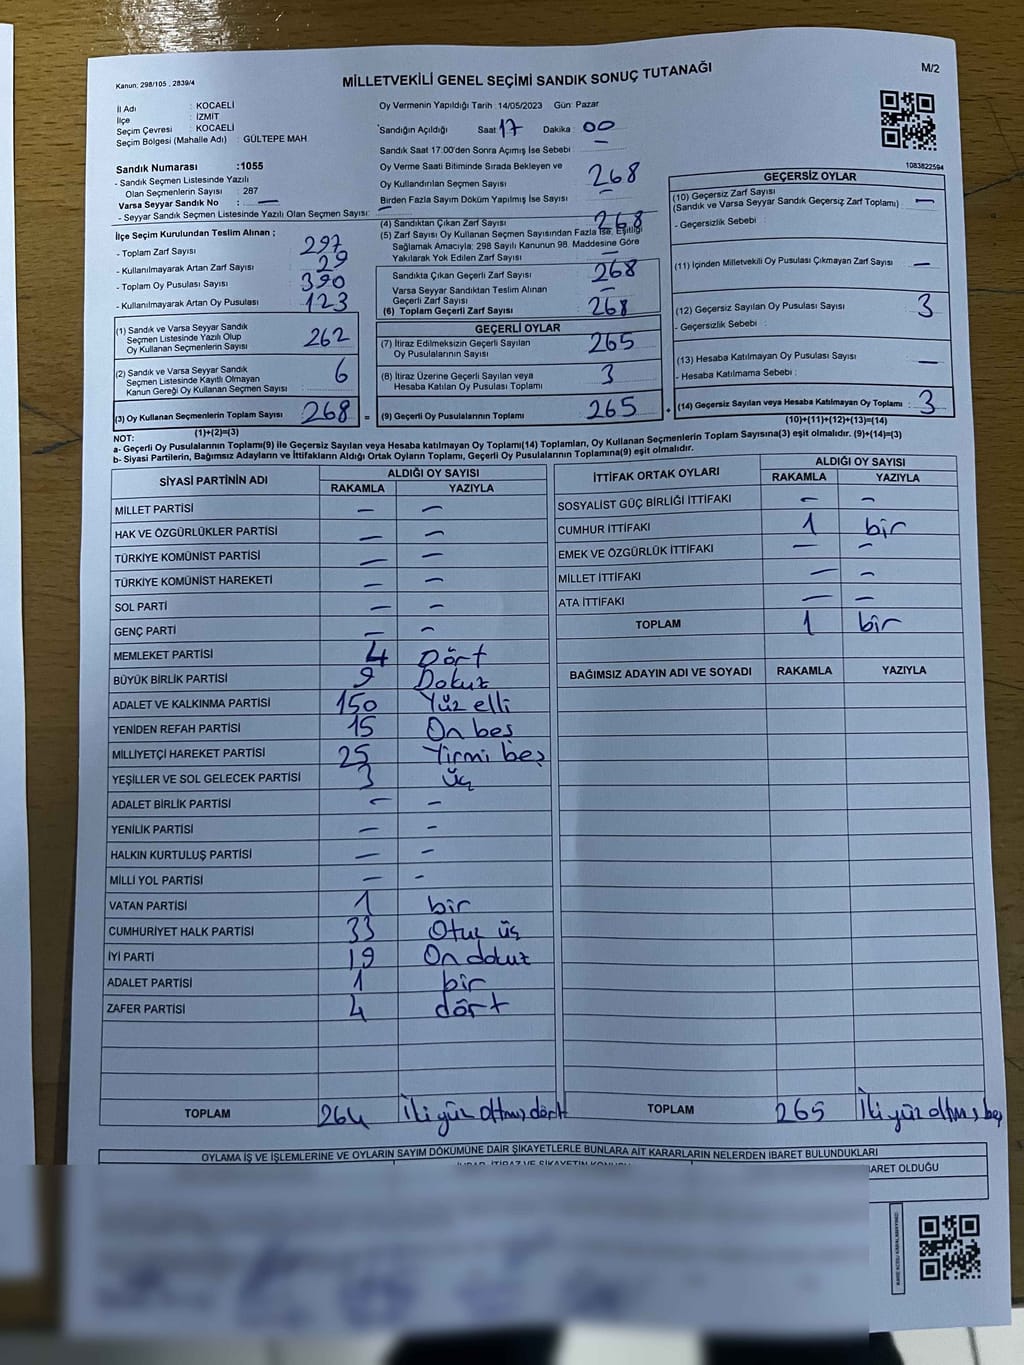 Kanun: 298/105 , 2839/4
MİLLETVEKİLİ GENEL SEÇİMİ SANDIK SONUÇ TUTANAĞI
M/2
İl Adı : KOCAELİ
İlçe : İZMİT
Seçim Çevresi : KOCAELİ
Seçim Bölgesi (Mahalle Adı) : GÜLTEPE MAH.
Sandık Numarası :1055
- Sandık Seçmen Listesinde Yazılı
Olan Seçmenlerin Sayısı : 287
Varsa Seyyar Sandık No : —
- Seyyar Sandık Seçmen Listesinde Yazılı Olan Seçmen Sayısı: —
İlçe Seçim Kurulundan Teslim Alınan ;
- Toplam Zarf Sayısı : 297
- Kullanılmayarak Artan Zarf Sayısı : 29
- Toplam Oy Pusulası Sayısı : 390
- Kullanılmayarak Artan Oy Pusulası : 123
(1) Sandık ve Varsa Seyyar Sandık
Seçmen Listesinde Yazılı Olup
Oy Kullanan Seçmenlerin Sayısı : 262
(2) Sandık ve Varsa Seyyar Sandık
Seçmen Listesinde Kayıtlı Olmayan
Kanun Gereği Oy Kullanan Seçmen Sayısı : 6
(3) Oy Kullanan Seçmenlerin Toplam Sayısı : 268
(1)+(2)=(3)
Oy Vermenin Yapıldığı Tarih :14/05/2023 Gün: Pazar
Sandığın Açıldığı Saat 17 Dakika 00
Sandık Saat 17.00'den Sonra Açımış İse Sebebi : —
Oy Verme Saati Bitiminde Sırada Bekleyen ve
Oy Kullandırılan Seçmen Sayısı : 268
Birden Fazla Sayım Döküm Yapılmış İse Sayısı : —
(4) Sandıktan Çıkan Zarf Sayısı : 268
(5) Zarf Sayısı Oy Kullanan Seçmen Sayısından Fazla İse, Eşitliği
Sağlamak Amacıyla; 298 Sayılı Kanunun 98. Maddesine Göre
Yakılarak Yok Edilen Zarf Sayısı : —
Sandıkta Çıkan Geçerli Zarf Sayısı : 268
Varsa Seyyar Sandıktan Teslim Alınan
Geçerli Zarf Sayısı : —
(6) Toplam Geçerli Zarf Sayısı : 268
GEÇERLİ OYLAR
(7) İtiraz Edilmeksizin Geçerli Sayılan
Oy Pusulalarının Sayısı : 265
(8) İtiraz Üzerine Geçerli Sayılan veya
Hesaba Katılan Oy Pusulası Toplamı : 3
= (9) Geçerli Oy Pusulalarının Toplamı : 265
1083822594
GEÇERSİZ OYLAR
(10) Geçersiz Zarf Sayısı
(Sandık ve Varsa Seyyar Sandık Geçersiz Zarf Toplamı) : —
- Geçersizlik Sebebi :
(11) İçinden Milletvekili Oy Pusulası Çıkmayan Zarf Sayısı : —
(12) Geçersiz Sayılan Oy Pusulası Sayısı : 3
- Geçersizlik Sebebi :
(13) Hesaba Katılmayan Oy Pusulası Sayısı : —
- Hesaba Katılmama Sebebi :
+ (14) Geçersiz Sayılan veya Hesaba Katılmayan Oy Toplamı : 3
(10)+(11)+(12)+(13)=(14)
NOT:
a- Geçerli Oy Pusulalarının Toplamı(9) ile Geçersiz Sayılan veya Hesaba katılmayan Oy Toplamı(14) Toplamları, Oy Kullanan Seçmenlerin Toplam Sayısına(3) eşit olmalıdır. (9)+(14)=(3)
b- Siyasi Partilerin, Bağımsız Adayların ve İttifakların Aldığı Ortak Oyların Toplamı, Geçerli Oy Pusulalarının Toplamına(9) eşit olmalıdır.
SİYASİ PARTİNİN ADI ALDIĞI OY SAYISI
RAKAMLA YAZIYLA
MİLLET PARTİSİ — —
HAK VE ÖZGÜRLÜKLER PARTİSİ — —
TÜRKİYE KOMÜNİST PARTİSİ — —
TÜRKİYE KOMÜNİST HAREKETİ — —
SOL PARTİ — —
GENÇ PARTİ — —
MEMLEKET PARTİSİ 4 Dört
BÜYÜK BİRLİK PARTİSİ 9 Dokuz
ADALET VE KALKINMA PARTİSİ 150 Yüz elli
YENİDEN REFAH PARTİSİ 15 On beş
MİLLİYETÇİ HAREKET PARTİSİ 25 Yirmi beş
YEŞİLLER VE SOL GELECEK PARTİSİ 3 Üç
ADALET BİRLİK PARTİSİ — —
YENİLİK PARTİSİ — —
HALKIN KURTULUŞ PARTİSİ — —
MİLLİ YOL PARTİSİ — —
VATAN PARTİSİ 1 bir
CUMHURİYET HALK PARTİSİ 33 Otuz üç
İYİ PARTİ 19 On dokuz
ADALET PARTİSİ 1 bir
ZAFER PARTİSİ 4 dört
TOPLAM 264 İkiyüz altmış dört
İTTİFAK ORTAK OYLARI ALDIĞI OY SAYISI
RAKAMLA YAZIYLA
SOSYALİST GÜÇ BİRLİĞİ İTTİFAKI — —
CUMHUR İTTİFAKI 1 bir
EMEK VE ÖZGÜRLÜK İTTİFAKI — —
MİLLET İTTİFAKI — —
ATA İTTİFAKI — —
TOPLAM 1 bir
BAĞIMSIZ ADAYIN ADI VE SOYADI RAKAMLA YAZIYLA
TOPLAM 265 İkiyüz altmış beş
OYLAMA İŞ VE İŞLEMLERİNE VE OYLARIN SAYIM DÖKÜMÜNE DAİR ŞİKAYETLERLE BUNLARA AİT KARARLARIN NELERDEN İBARET BULUNDUKLARI
İBARET OLDUĞU